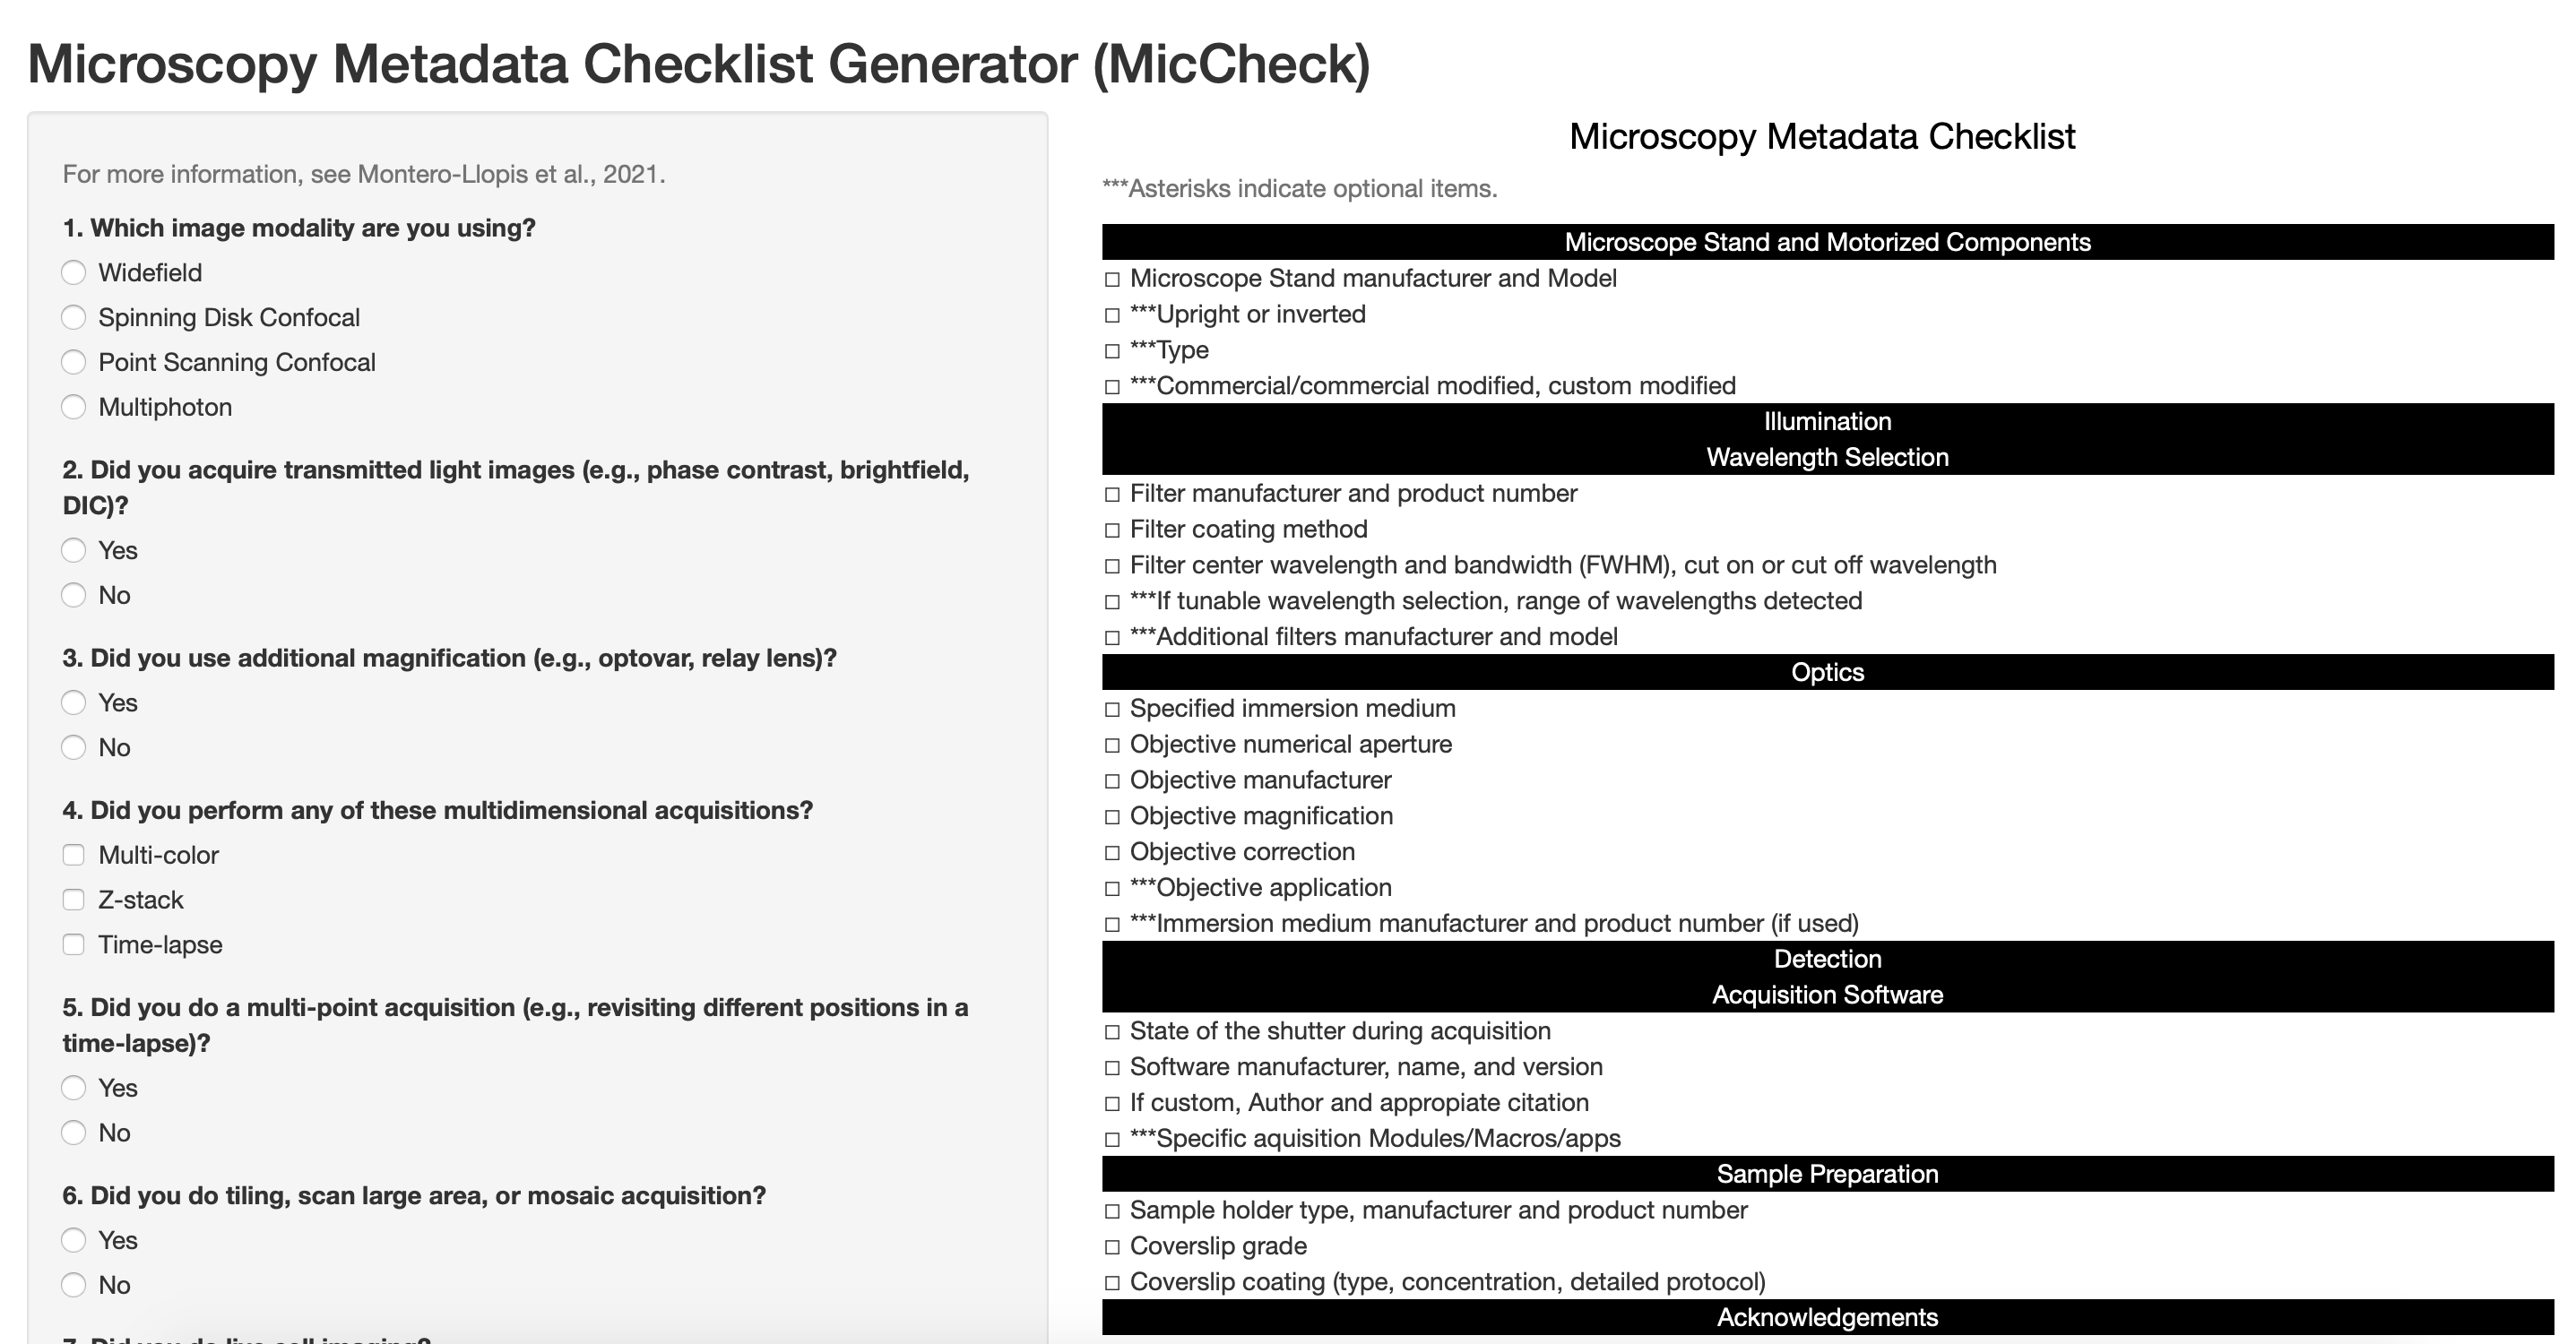 Microscopy Metadata Checklist Generator (MicCheck)
For more information, see Montero-Llopis et al., 2021.
1. Which image modality are you using?
Widefield
Spinning Disk Confocal
Point Scanning Confocal
Multiphoton
2. Did you acquire transmitted light images (e.g., phase contrast, brightfield,
DIC)?
Yes
No
3. Did you use additional magnification (e.g., optovar, relay lens)?
Yes
No
4. Did you perform any of these multidimensional acquisitions?
Multi-color
Z-stack
Time-lapse
5. Did you do a multi-point acquisition (e.g., revisiting different positions in a
time-lapse)?
Yes
No
6. Did you do tiling, scan large area, or mosaic acquisition?
Yes
No
7. Did you do live cell imaging?
Microscopy Metadata Checklist
***Asterisks indicate optional items.
Microscope Stand and Motorized Components
Microscope Stand manufacturer and Model
***Upright or inverted
***Type
***Commercial/commercial modified, custom modified
Illumination
Wavelength Selection
Filter manufacturer and product number
Filter coating method
Filter center wavelength and bandwidth (FWHM), cut on or cut off wavelength
***If tunable wavelength selection, range of wavelengths detected
***Additional filters manufacturer and model
Optics
Specified immersion medium
Objective numerical aperture
Objective manufacturer
Objective magnification
Objective correction
***Objective application
***Immersion medium manufacturer and product number (if used)
Detection
Acquisition Software
State of the shutter during acquisition
Software manufacturer, name, and version
If custom, Author and appropiate citation
***Specific aquisition Modules/Macros/apps
Sample Preparation
Sample holder type, manufacturer and product number
Coverslip grade
Coverslip coating (type, concentration, detailed protocol)
Acknowledgements